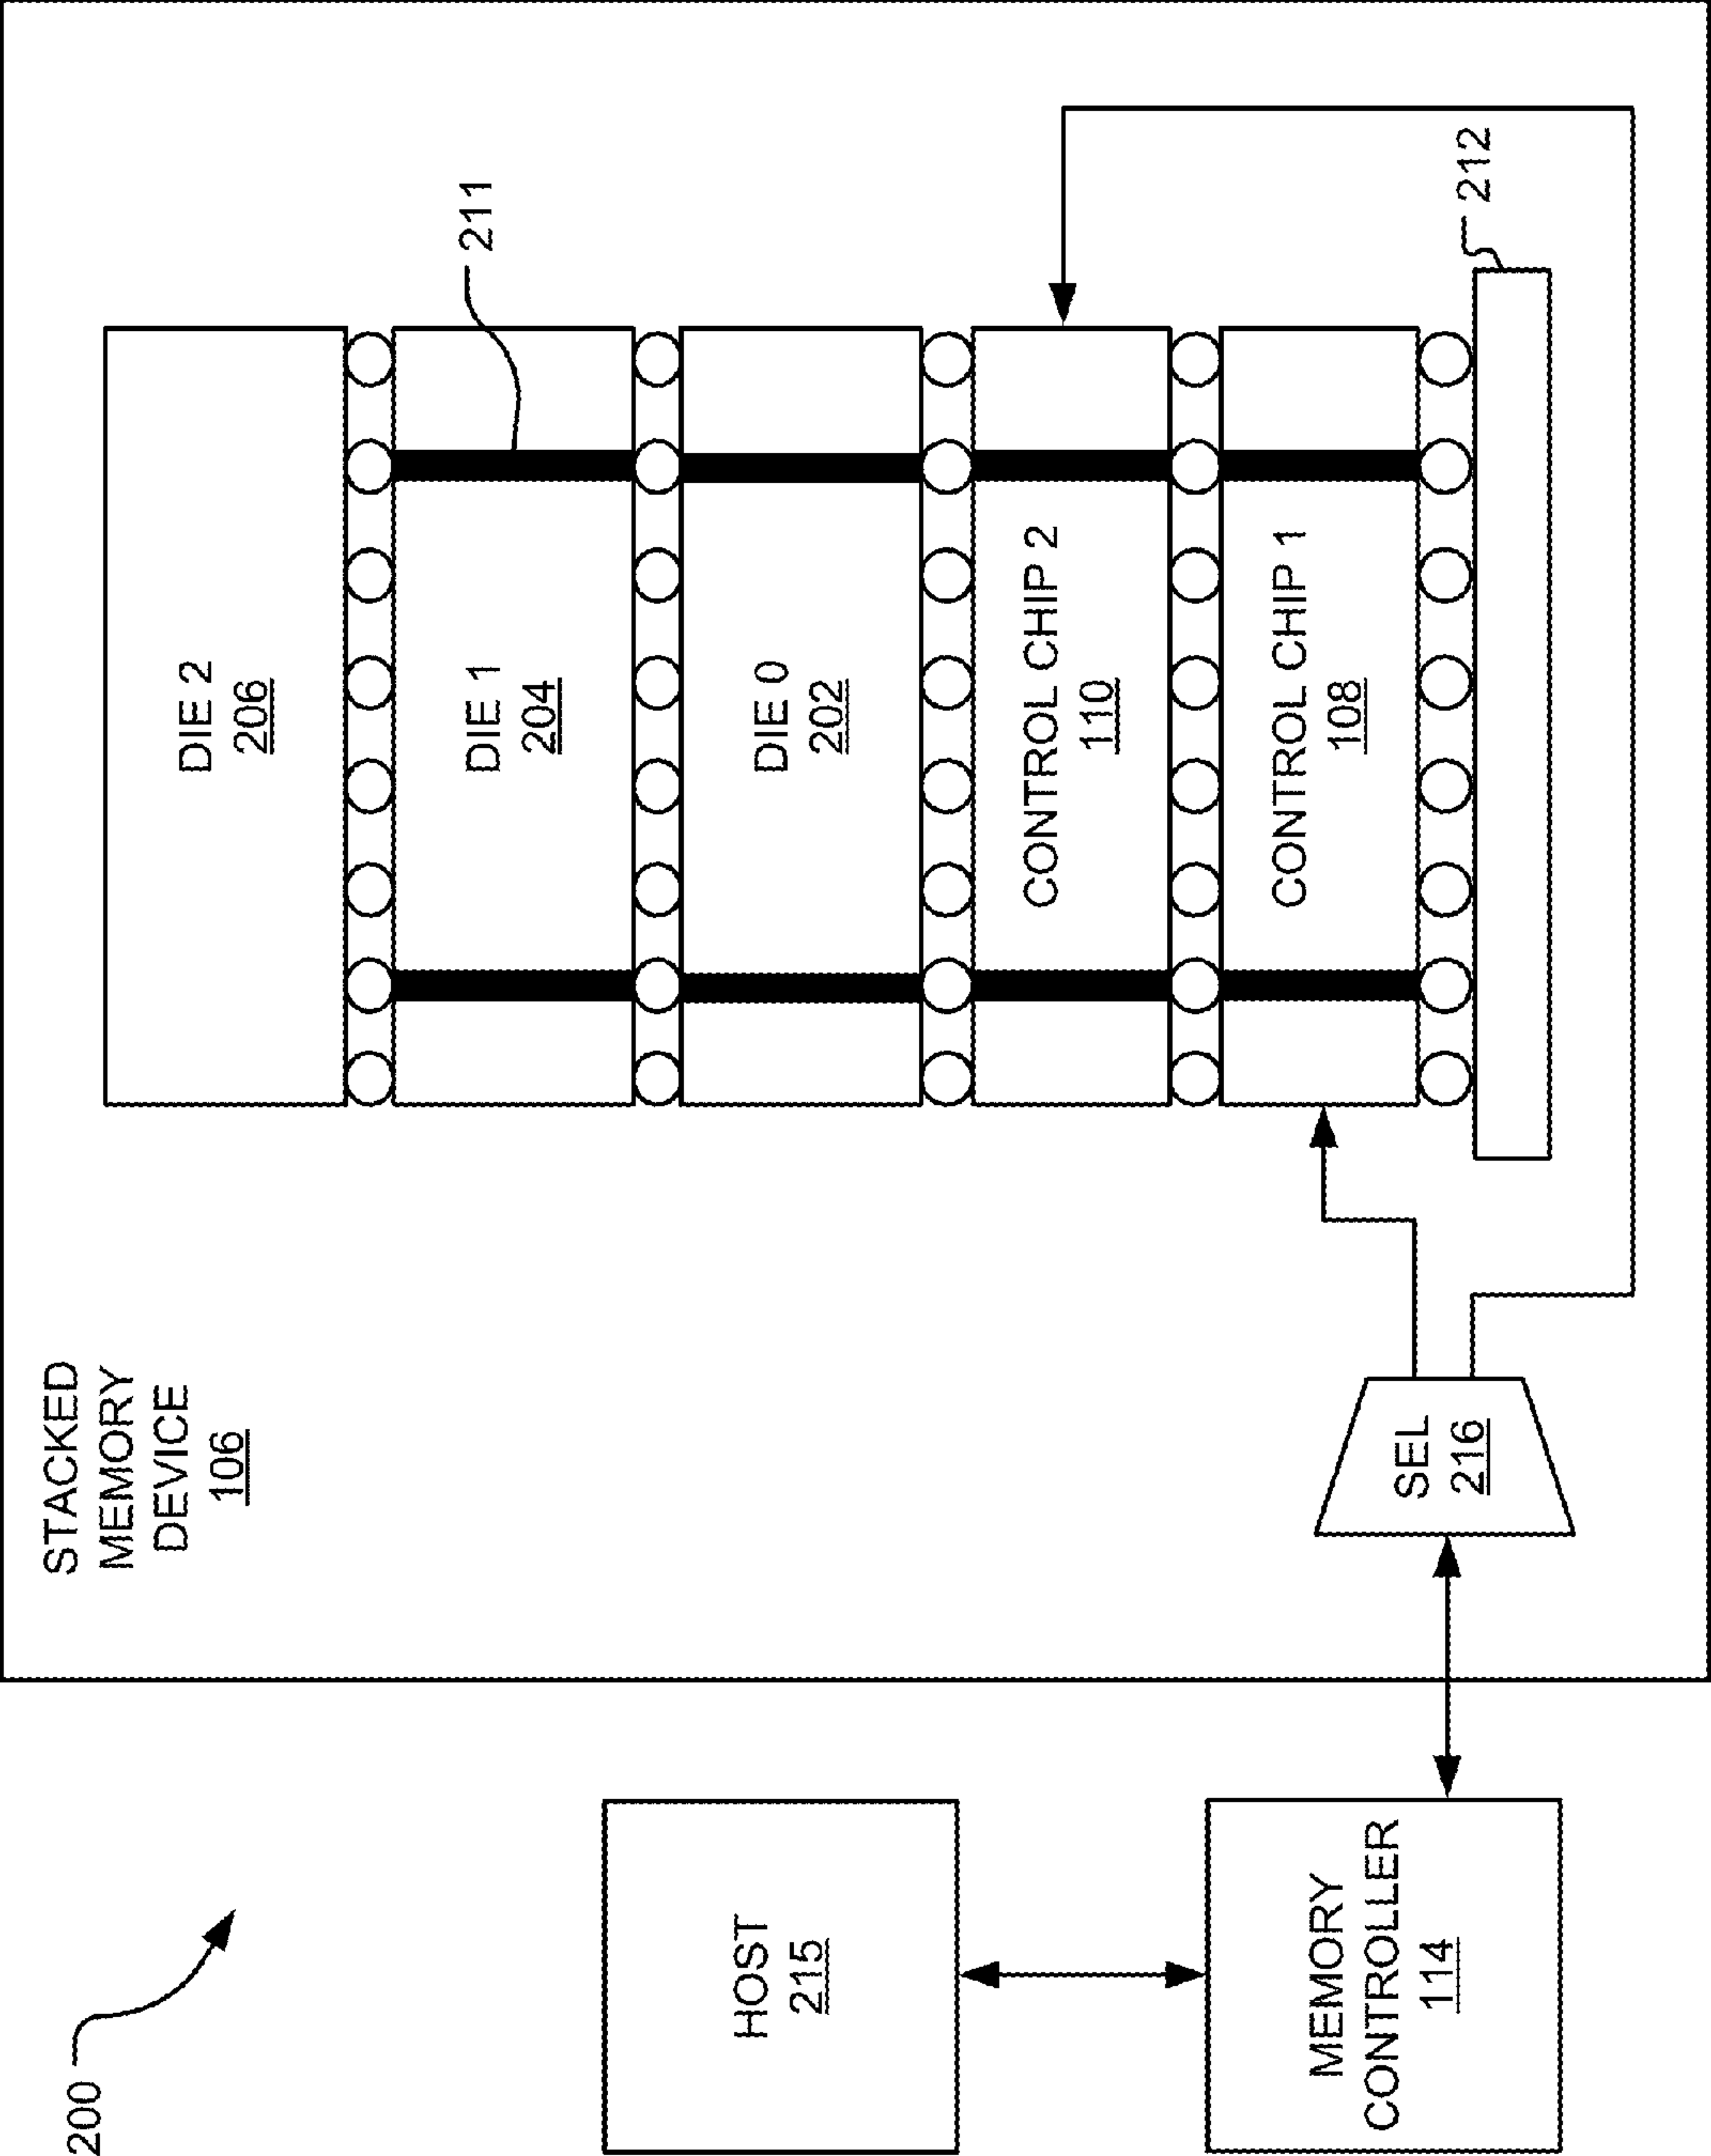 200
STACKED
MEMORY
DEVICE
106
HOST
215
MEMORY
CONTROLLER
114
SEL
216
DIE 2
206
DIE 1
204
DIE 0
202
CONTROL CHIP 2
110
CONTROL CHIP 1
108
211
212